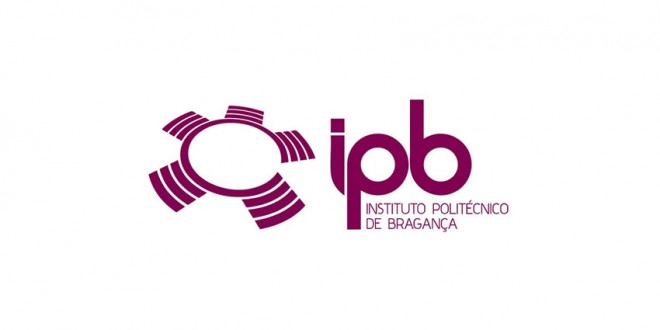 ipb
INSTITUTO POLITÉCNICO
DE BRAGANÇA